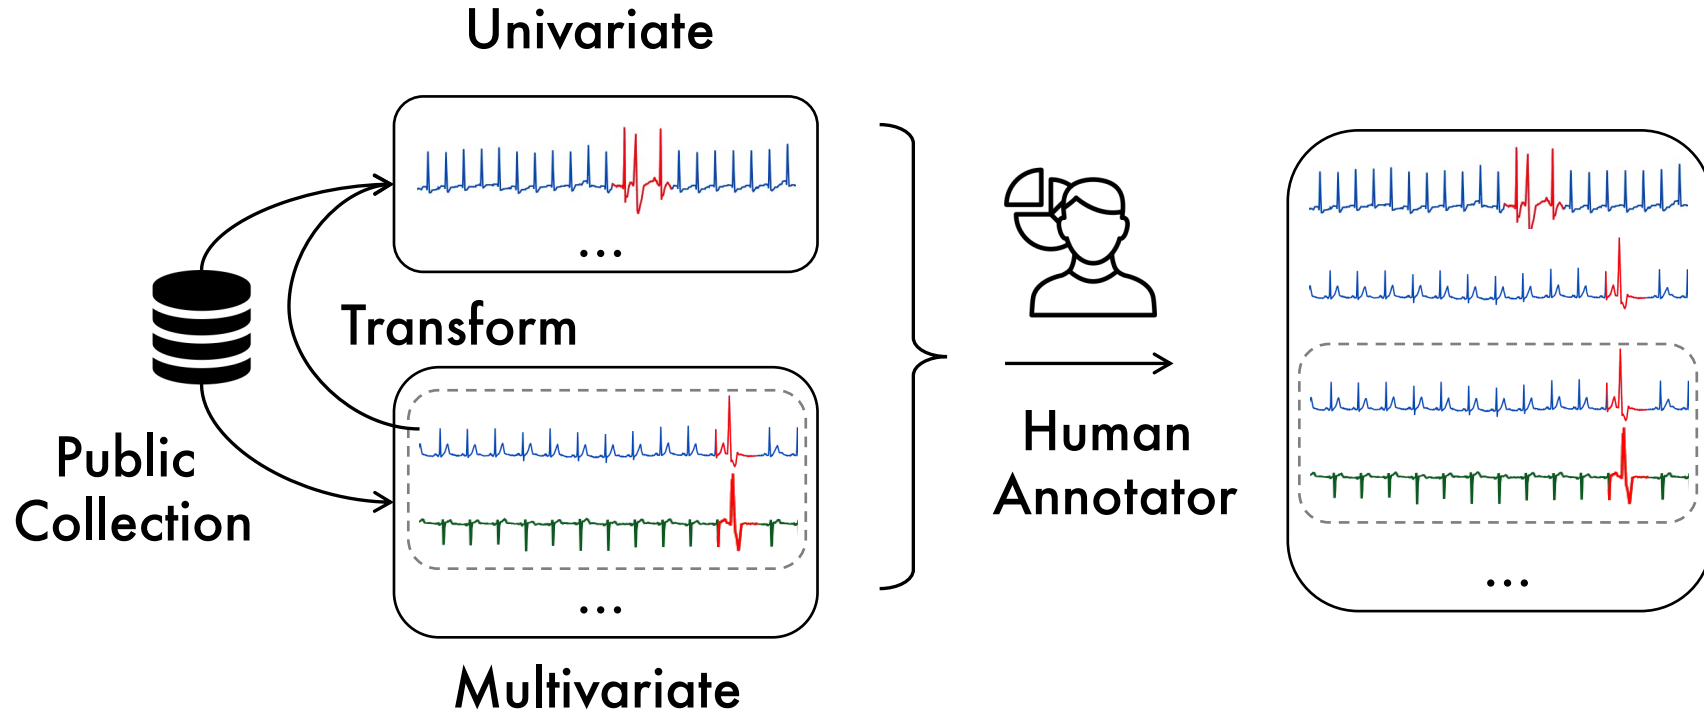 Univariate
...
Transform
Public
Collection
...
Multivariate
Human
Annotator
...